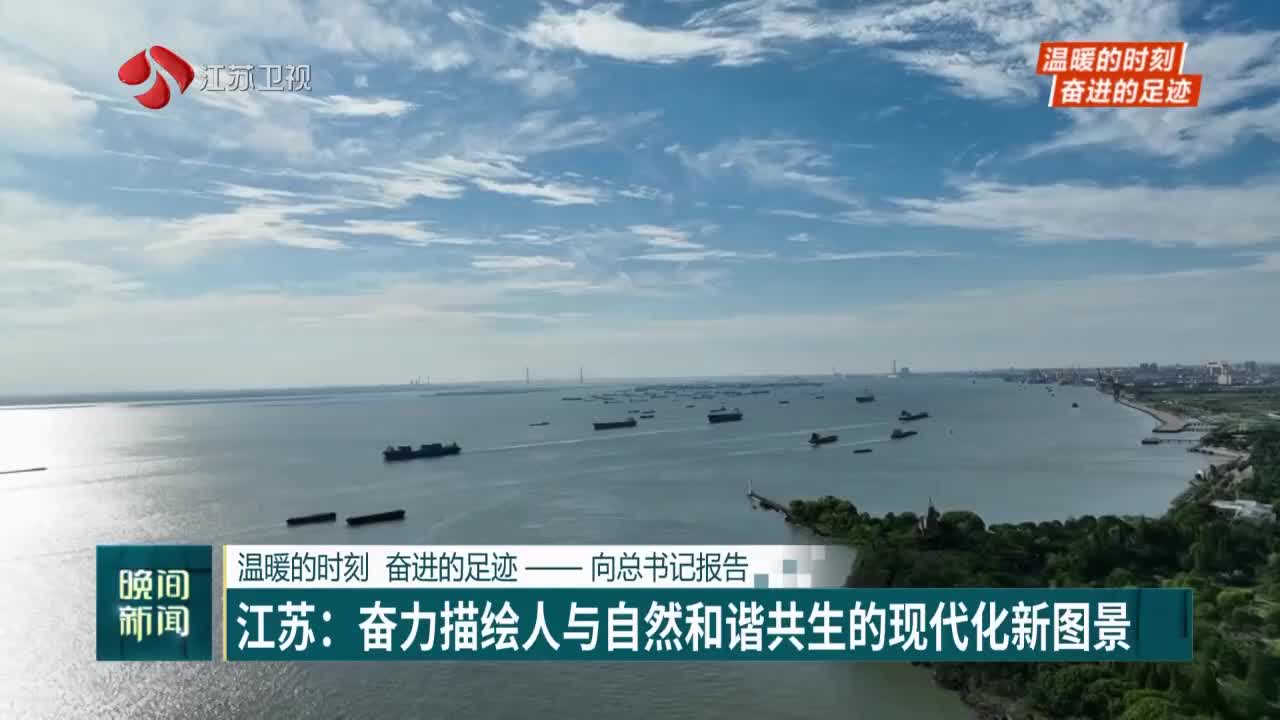 江苏卫视
温暖的时刻
奋进的足迹
晚间
新闻
温暖的时刻 奋进的足迹 —— 向总书记报告
江苏：奋力描绘人与自然和谐共生的现代化新图景